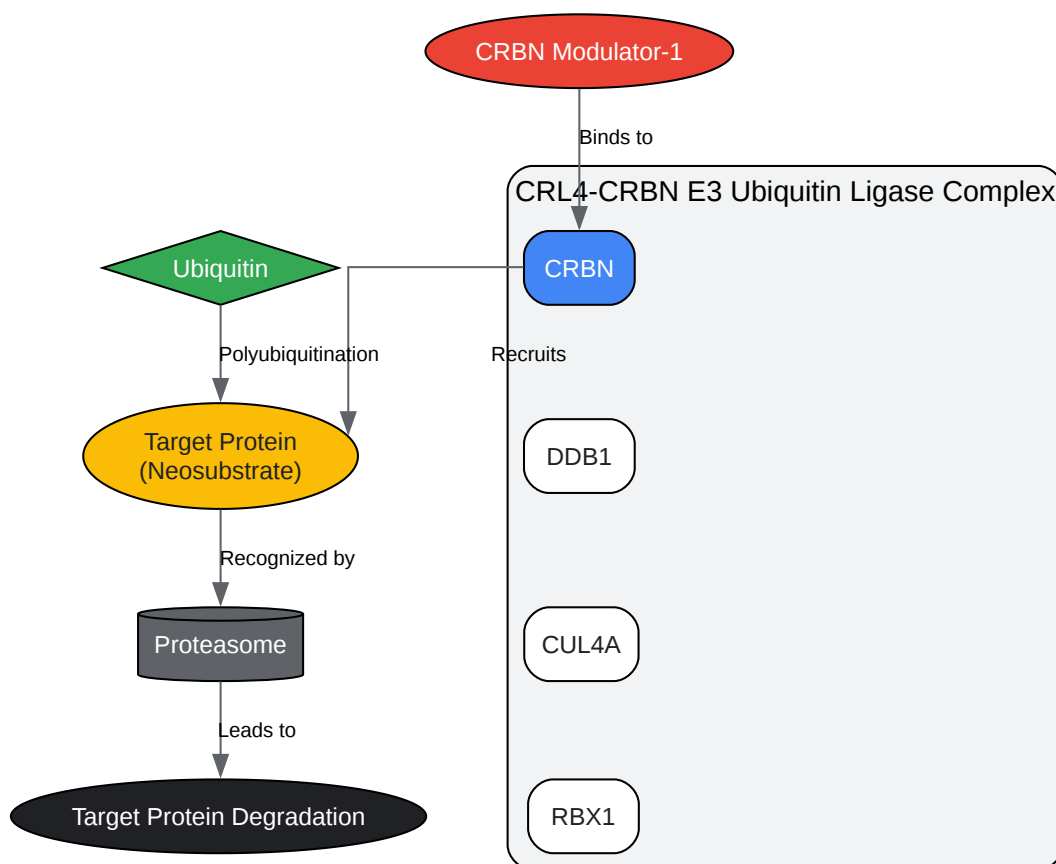 CRBN Modulator-1
Binds to
CRL4-CRBN E3 Ubiquitin Ligase Complex
Ubiquitin
CRBN
Polyubiquitination
Recruits
Target Protein
(Neosubstrate)
DDB1
Recognized by
Proteasome
CUL4A
Leads to
Target Protein Degradation
RBX1